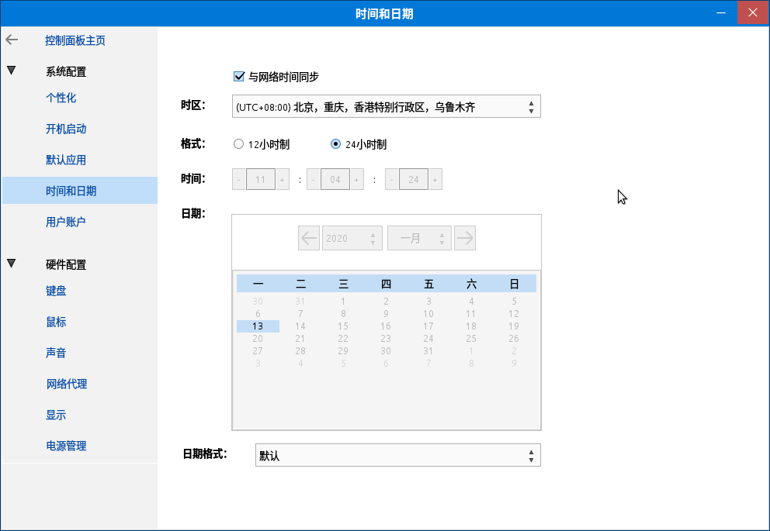 时间和日期
控制面板主页
系统配置
个性化
开机启动
默认应用
时间和日期
用户账户
硬件配置
键盘
鼠标
声音
网络代理
显示
电源管理
与网络时间同步
时区：
(UTC+08:00) 北京，重庆，香港特别行政区，乌鲁木齐
格式：
12小时制
24小时制
时间：
- 11 + : - 04 + : - 24 +
日期：
2020 一月
一 二 三 四 五 六 日
30 31 1 2 3 4 5
6 7 8 9 10 11 12
13 14 15 16 17 18 19
20 21 22 23 24 25 26
27 28 29 30 31 1 2
3 4 5 6 7 8 9
日期格式：
默认